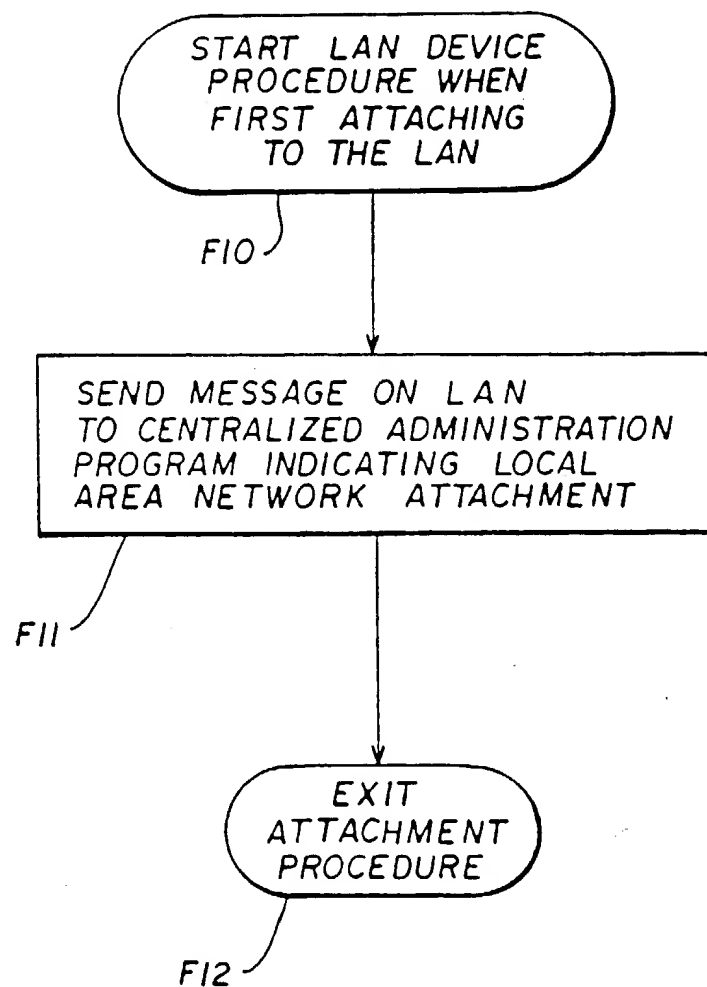 START LAN DEVICE
PROCEDURE WHEN
FIRST ATTACHING
TO THE LAN
F10
SEND MESSAGE ON LAN
TO CENTRALIZED ADMINISTRATION
PROGRAM INDICATING LOCAL
AREA NETWORK ATTACHMENT
F11
EXIT
ATTACHMENT
PROCEDURE
F12